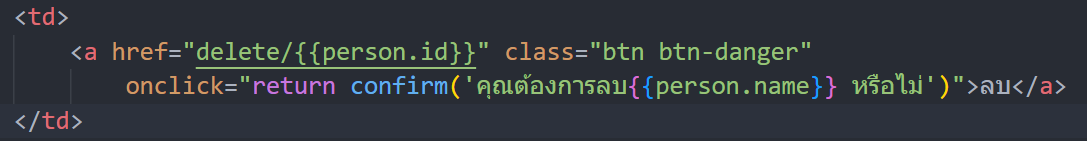 <td>
<a href="delete/{{person.id}}" class="btn btn-danger"
onclick="return confirm('คุณต้องการลบ{{person.name}} หรือไม่')">ลบ</a>
</td>